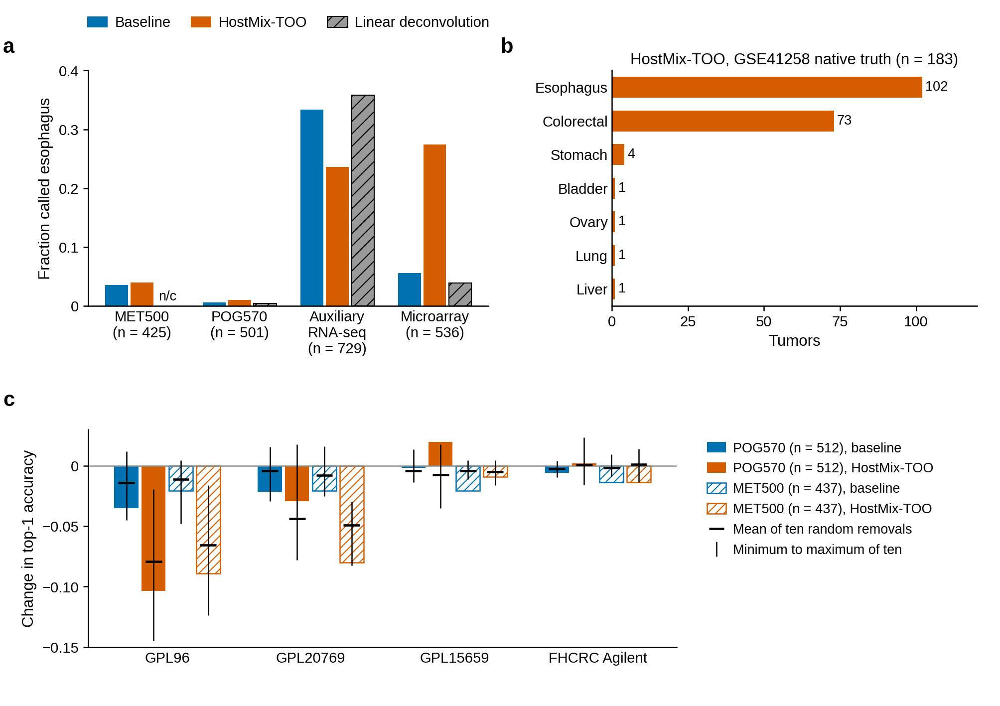 Baseline
HostMix-TOO
Linear deconvolution
a
Fraction called esophagus
0.4
0.3
0.2
0.1
0
n/c
MET500
(n = 425)
POG570
(n = 501)
Auxiliary
RNA-seq
(n = 729)
Microarray
(n = 536)
b
HostMix-TOO, GSE41258 native truth (n = 183)
Esophagus
102
Colorectal
73
Stomach
4
Bladder
1
Ovary
1
Lung
1
Liver
1
0
25
50
75
100
Tumors
c
Change in top-1 accuracy
0
−0.05
−0.10
−0.15
GPL96
GPL20769
GPL15659
FHCRC Agilent
POG570 (n = 512), baseline
POG570 (n = 512), HostMix-TOO
MET500 (n = 437), baseline
MET500 (n = 437), HostMix-TOO
Mean of ten random removals
Minimum to maximum of ten